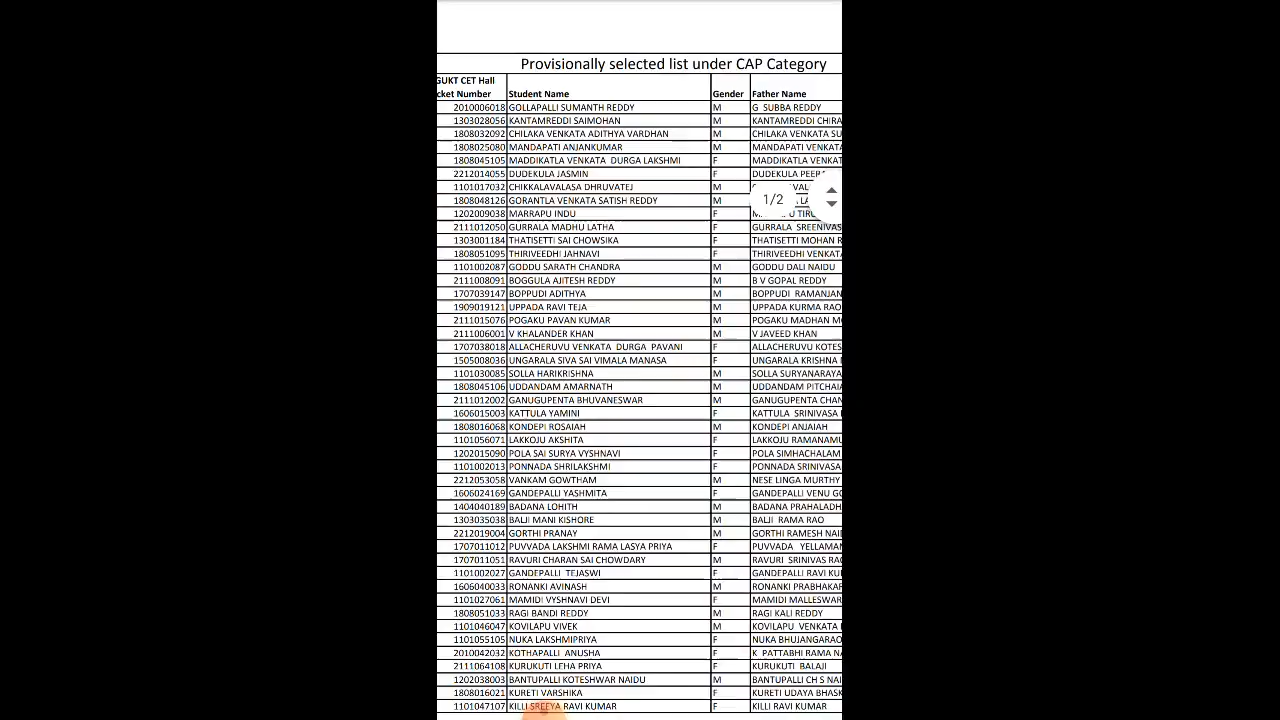 Provisionally selected list under CAP Category
GUKT CET Hall
cket Number Student Name Gender Father Name
2010006018 GOLLAPALLI SUMANTH REDDY M G SUBBA REDDY
1303028056 KANTAMREDDI SAIMOHAN M KANTAMREDDI CHIRA
1808032092 CHILAKA VENKATA ADITHYA VARDHAN M CHILAKA VENKATA SU
1808025080 MANDAPATI ANJANKUMAR M MANDAPATI VENKATA
1808045105 MADDIKATLA VENKATA DURGA LAKSHMI F MADDIKATLA VENKAT
2212014055 DUDEKULA JASMIN F DUDEKULA PEER
1101017032 CHIKKALAVALASA DHRUVATEJ M
1/2
1808048126 GORANTLA VENKATA SATISH REDDY M
1202009038 MARRAPU INDU F
2111012050 GURRALA MADHU LATHA F GURRALA SREENIVAS
1303001184 THATISETTI SAI CHOWSIKA F THATISETTI MOHAN R
1808051095 THIRIVEEDHI JAHNAVI F THIRIVEEDHI VENKATA
1101002087 GODDU SARATH CHANDRA M GODDU DALI NAIDU
2111008091 BOGGULA AJITESH REDDY M B V GOPAL REDDY
1707039147 BOPPUDI ADITHYA M BOPPUDI RAMANJAN
1909019121 UPPADA RAVI TEJA M UPPADA KURMA RAO
2111015076 POGAKU PAVAN KUMAR M POGAKU MADHAN M
2111006001 V KHALANDER KHAN M V JAVEED KHAN
1707038018 ALLACHERUVU VENKATA DURGA PAVANI F ALLACHERUVU KOTES
1505008036 UNGARALA SIVA SAI VIMALA MANASA F UNGARALA KRISHNA
1101030085 SOLLA HARIKRISHNA M SOLLA SURYANARAYA
1808045106 UDDANDAM AMARNATH M UDDANDAM PITCHAIA
2111012002 GANUGUPENTA BHUVANESWAR M GANUGUPENTA CHAN
1606015003 KATTULA YAMINI F KATTULA SRINIVASA
1808016068 KONDEPI ROSAIAH M KONDEPI ANJAIAH
1101056071 LAKKOJU AKSHITA F LAKKOJU RAMANAMU
1202015090 POLA SAI SURYA VYSHNAVI F POLA SIMHACHALAM
1101002013 PONNADA SHRILAKSHMI F PONNADA SRINIVASA
2212053058 VANKAM GOWTHAM M NESE LINGA MURTHY
1606024169 GANDEPALLI YASHMITA F GANDEPALLI VENU GO
1404040189 BADANA LOHITH M BADANA PRAHALADH
1303035038 BALJI MANI KISHORE M BALJI RAMA RAO
2212019004 GORTHI PRANAY M GORTHI RAMESH NAI
1707011012 PUVVADA LAKSHMI RAMA LASYA PRIYA F PUVVADA YELLAMAN
1707011051 RAVURI CHARAN SAI CHOWDARY M RAVURI SRINIVAS RA
1101002027 GANDEPALLI TEJASWI F GANDEPALLI RAVI KU
1606040033 RONANKI AVINASH M RONANKI PRABHAKAR
1101027061 MAMIDI VYSHNAVI DEVI F MAMIDI MALLESWAR
1808051033 RAGI BANDI REDDY M RAGI KALI REDDY
1101046047 KOVILAPU VIVEK M KOVILAPU VENKATA
1101055105 NUKA LAKSHMIPRIYA F NUKA BHUJANGARAO
2010042032 KOTHAPALLI ANUSHA F K PATTABHI RAMA NA
2111064108 KURUKUTI LEHA PRIYA F KURUKUTI BALAJI
1202038003 BANTUPALLI KOTESHWAR NAIDU M BANTUPALLI CH S NAI
1808016021 KURETI VARSHIKA F KURETI UDAYA BHASK
1101047107 KILLI SREEYA RAVI KUMAR F KILLI RAVI KUMAR